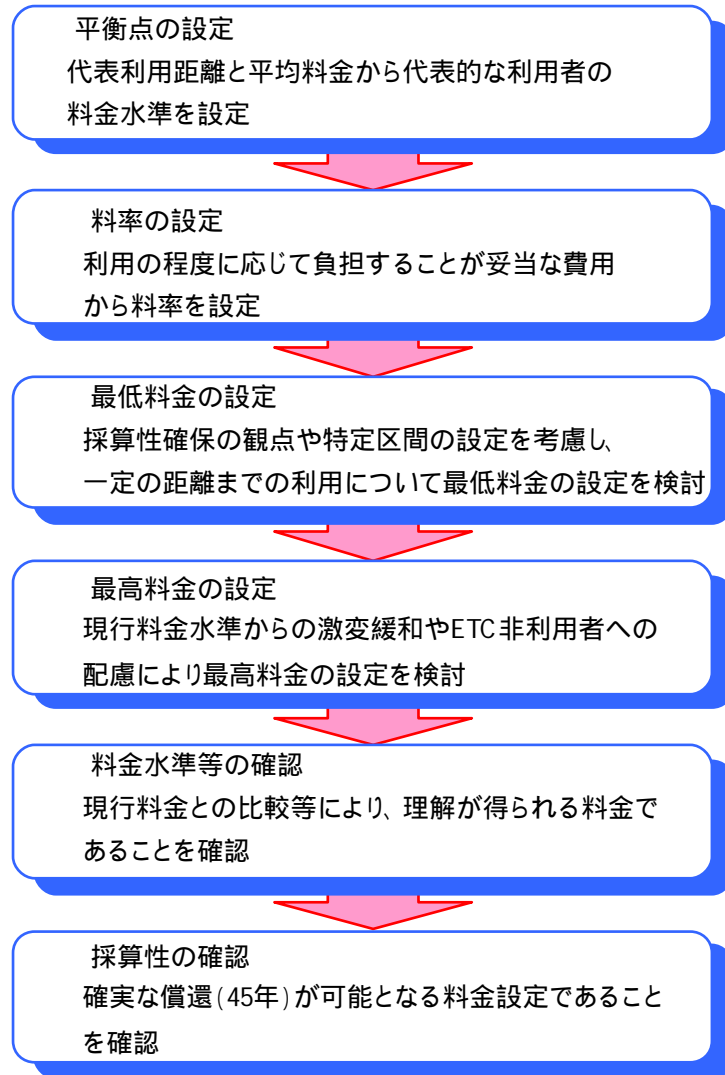 平衡点の設定
代表利用距離と平均料金から代表的な利用者の
料金水準を設定
料率の設定
利用の程度に応じて負担することが妥当な費用
から料率を設定
最低料金の設定
採算性確保の観点や特定区間の設定を考慮し、
一定の距離までの利用について最低料金の設定を検討
最高料金の設定
現行料金水準からの激変緩和やETC非利用者への
配慮により最高料金の設定を検討
料金水準等の確認
現行料金との比較等により、理解が得られる料金で
あることを確認
採算性の確認
確実な償還(45年)が可能となる料金設定であること
を確認